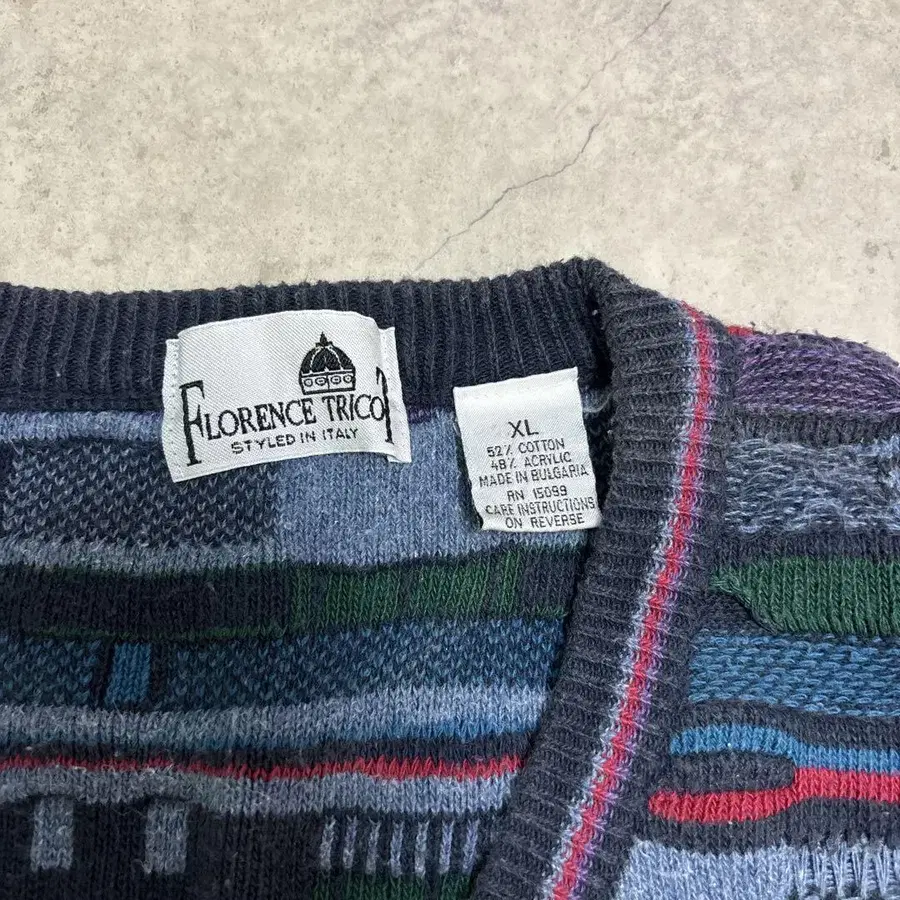 FLORENCE TRICOT
STYLED IN ITALY
XL
52% COTTON
48% ACRYLIC
MADE IN BULGARIA
RN 15099
CARE INSTRUCTIONS
ON REVERSE